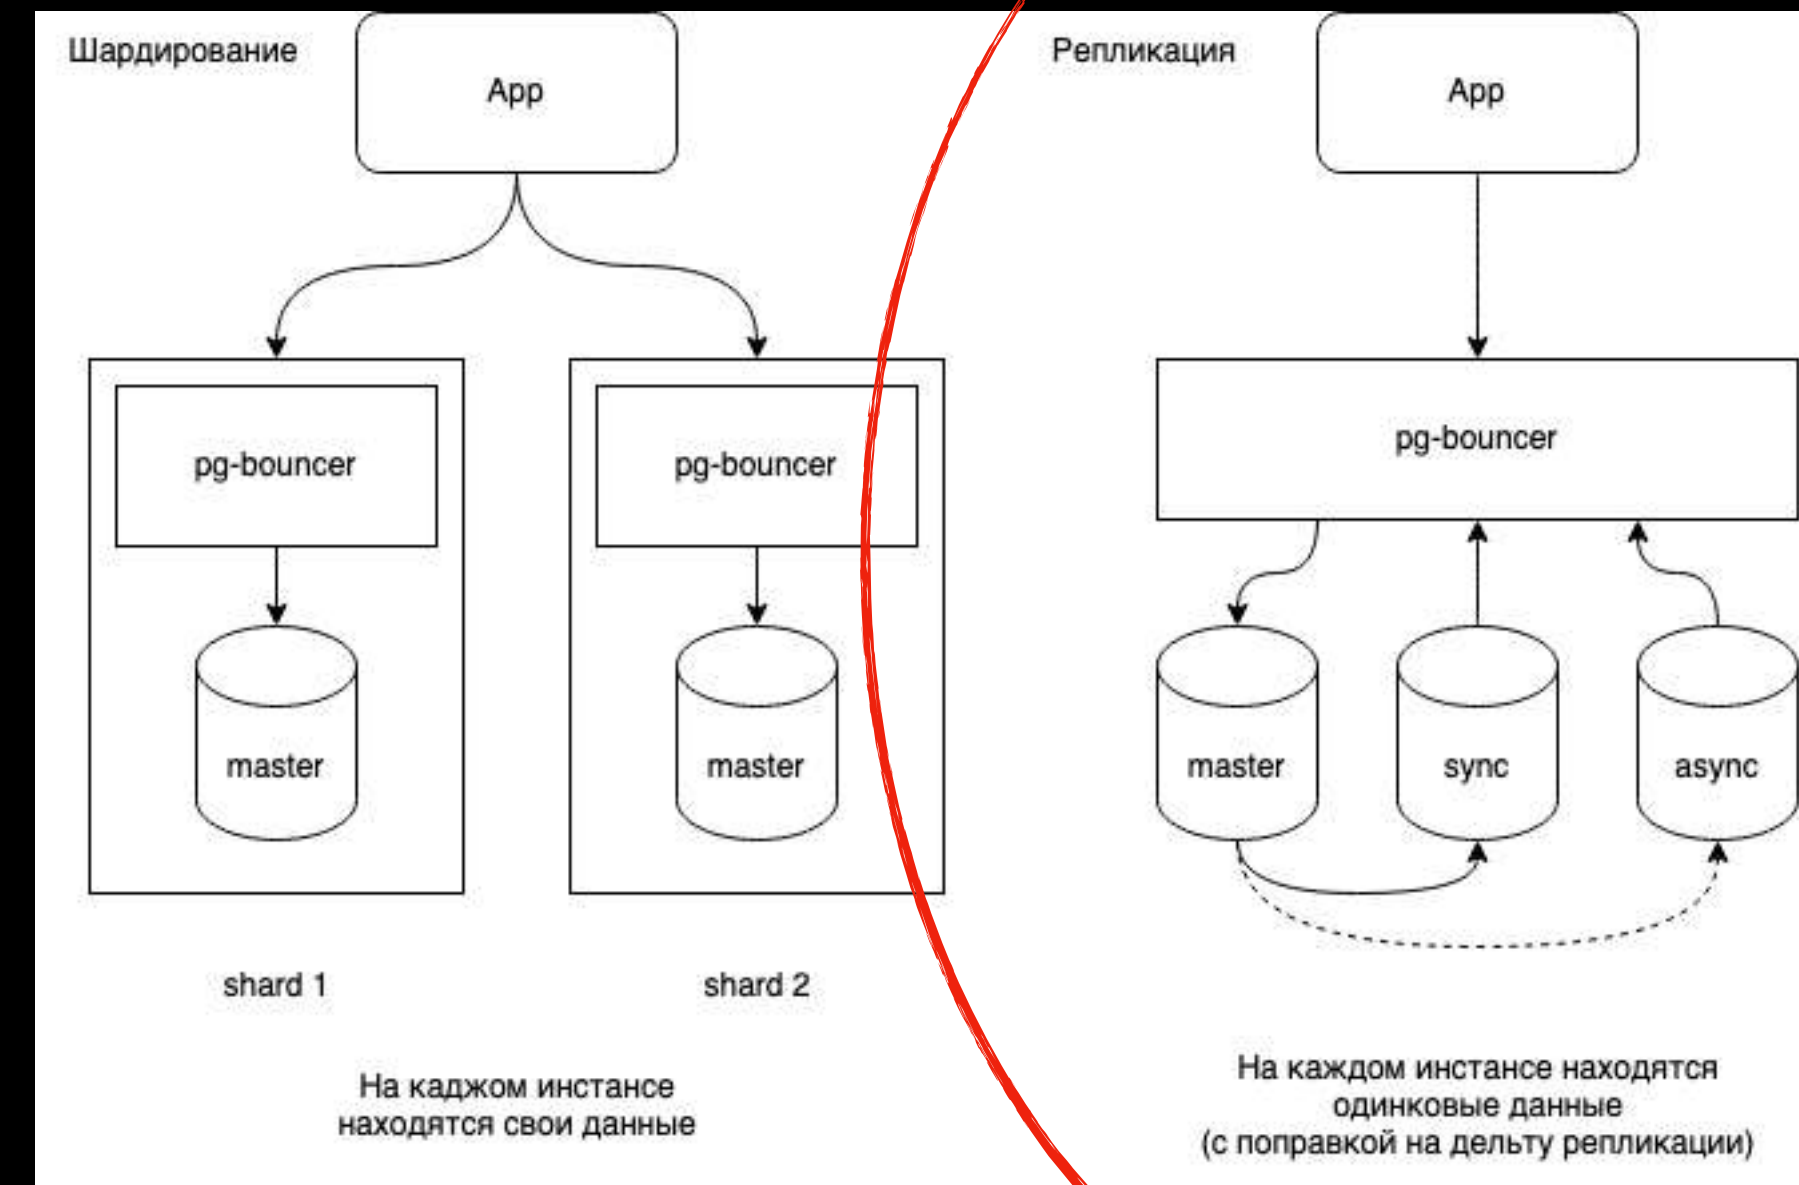 Шардирование
App
pg-bouncer
pg-bouncer
master
master
shard 1
shard 2
На каджом инстансе
находятся свои данные
Репликация
App
pg-bouncer
master
sync
async
На каждом инстансе находятся
одинковые данные
(с поправкой на дельту репликации)